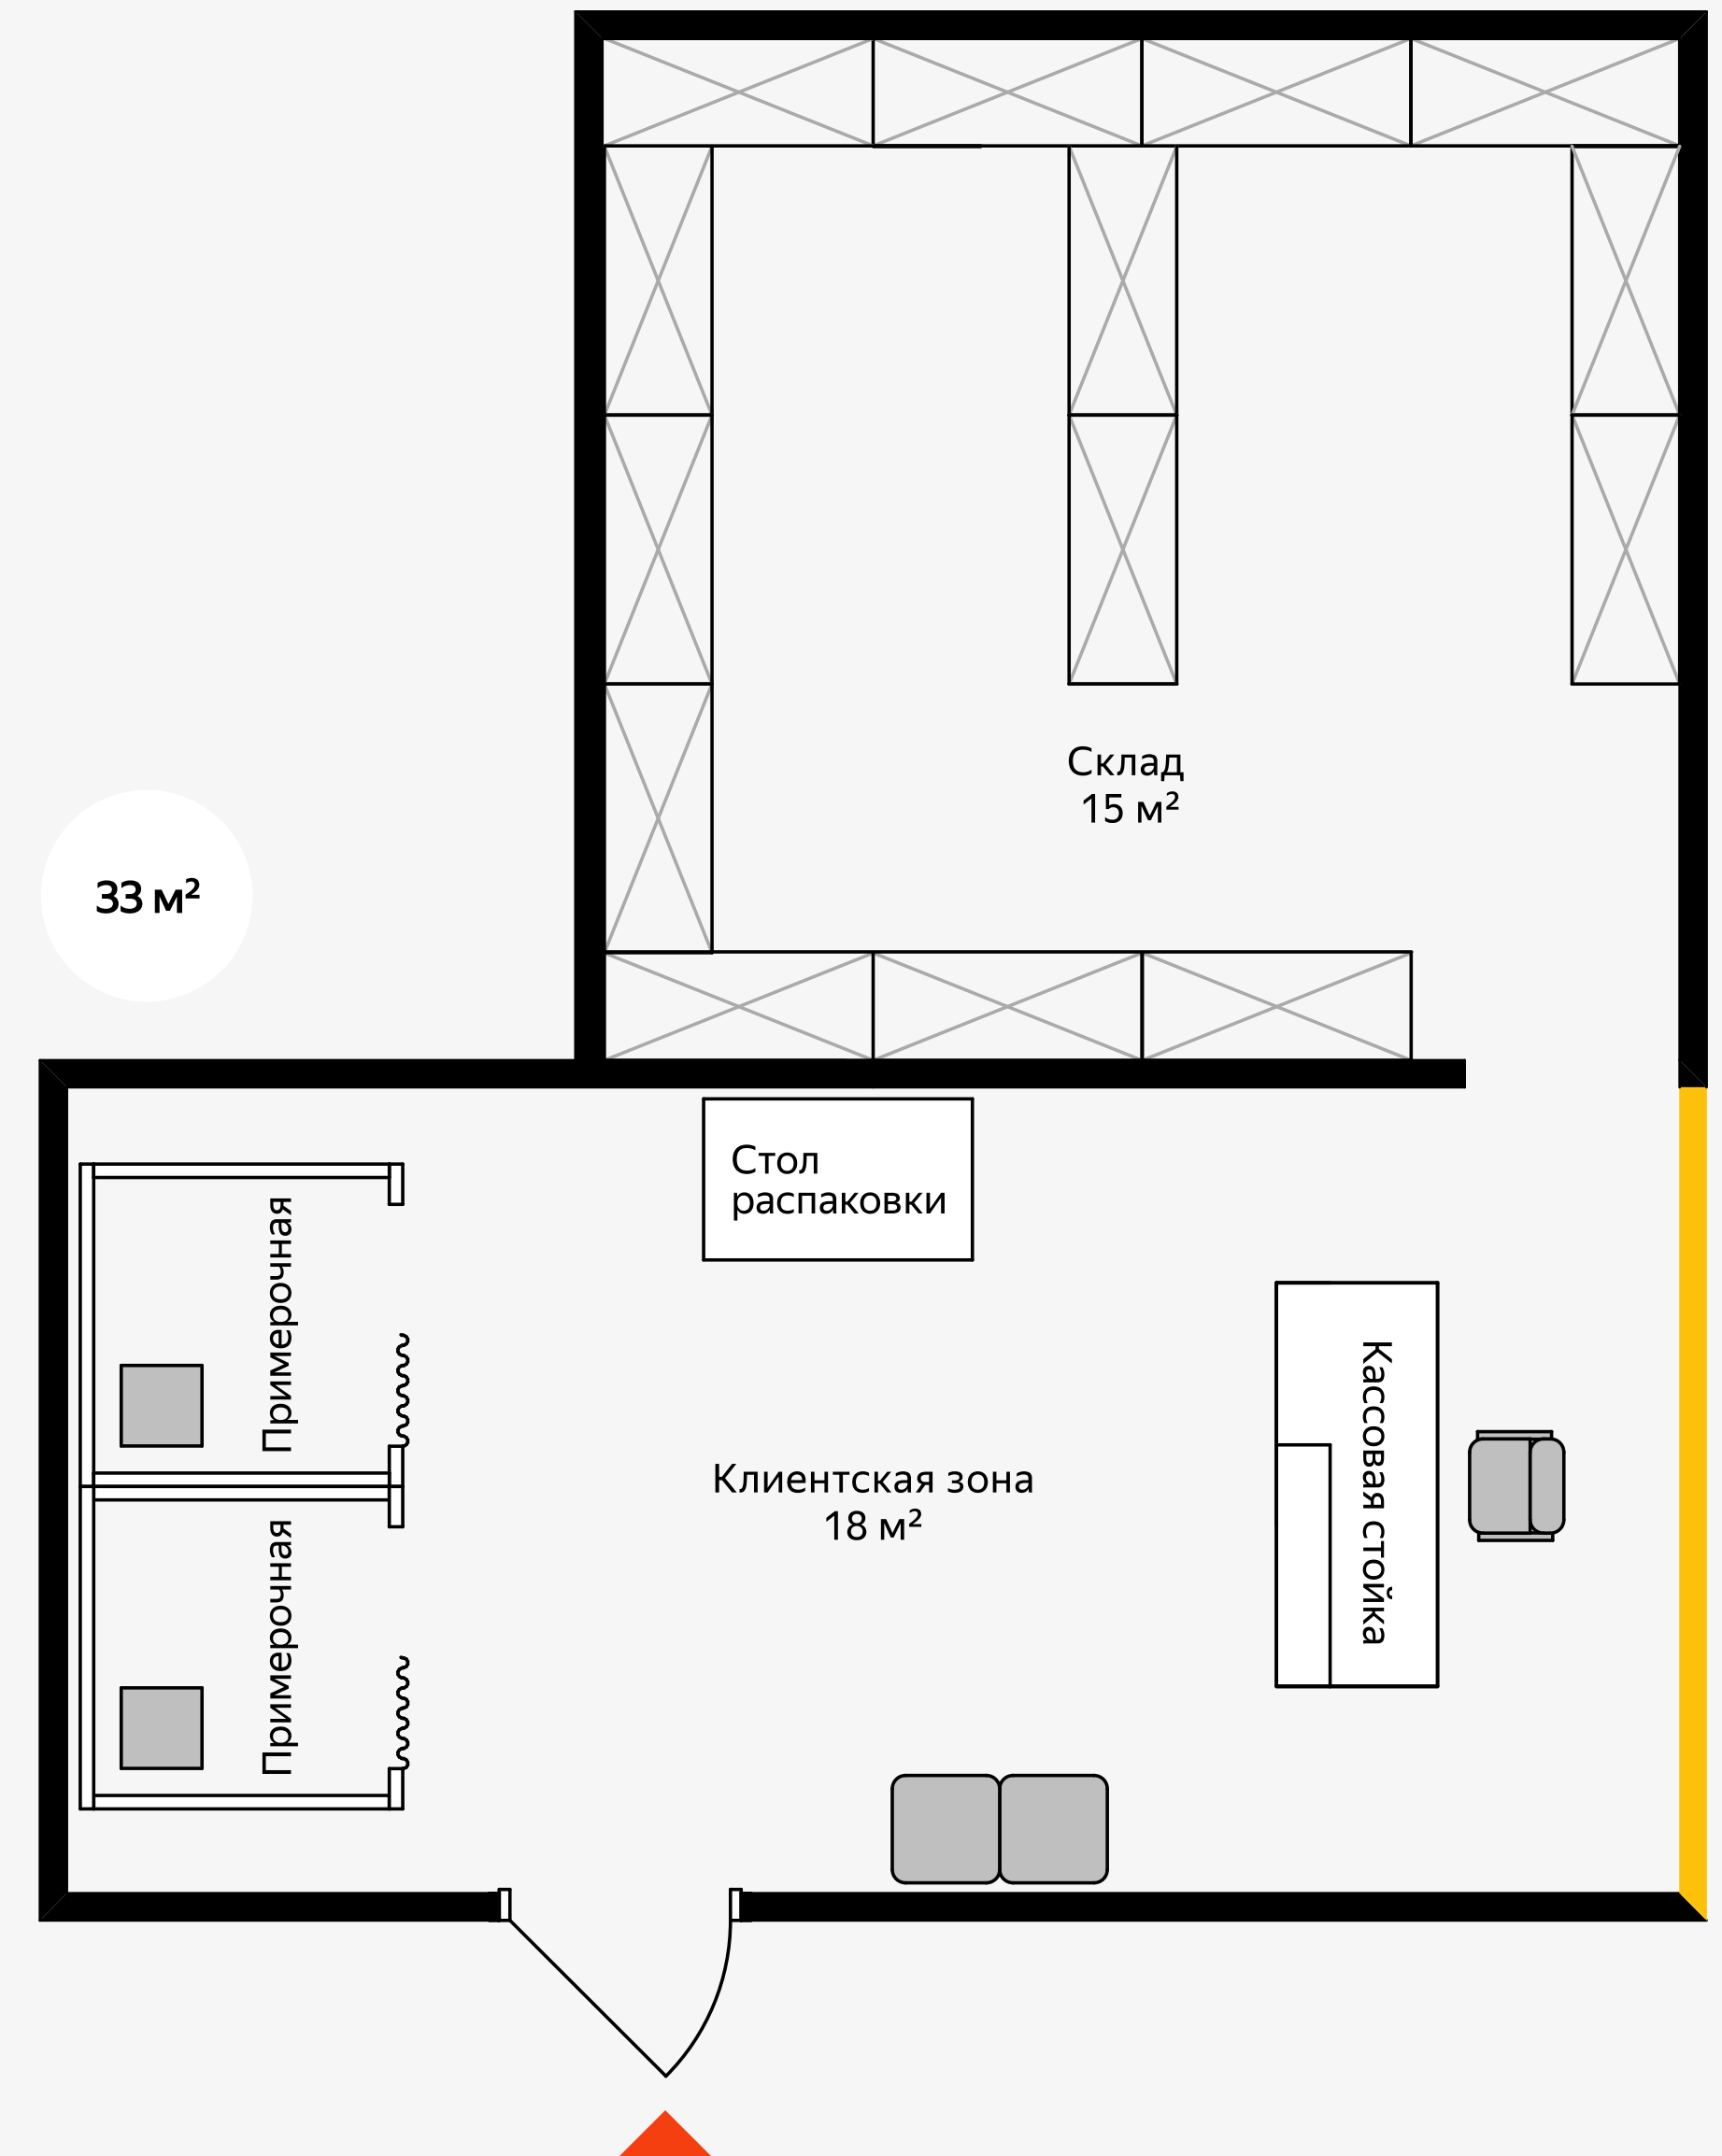 Склад
15 м²
33 м²
Стол
распаковки
Примерочная
Кассовая стойка
Клиентская зона
18 м²
Примерочная